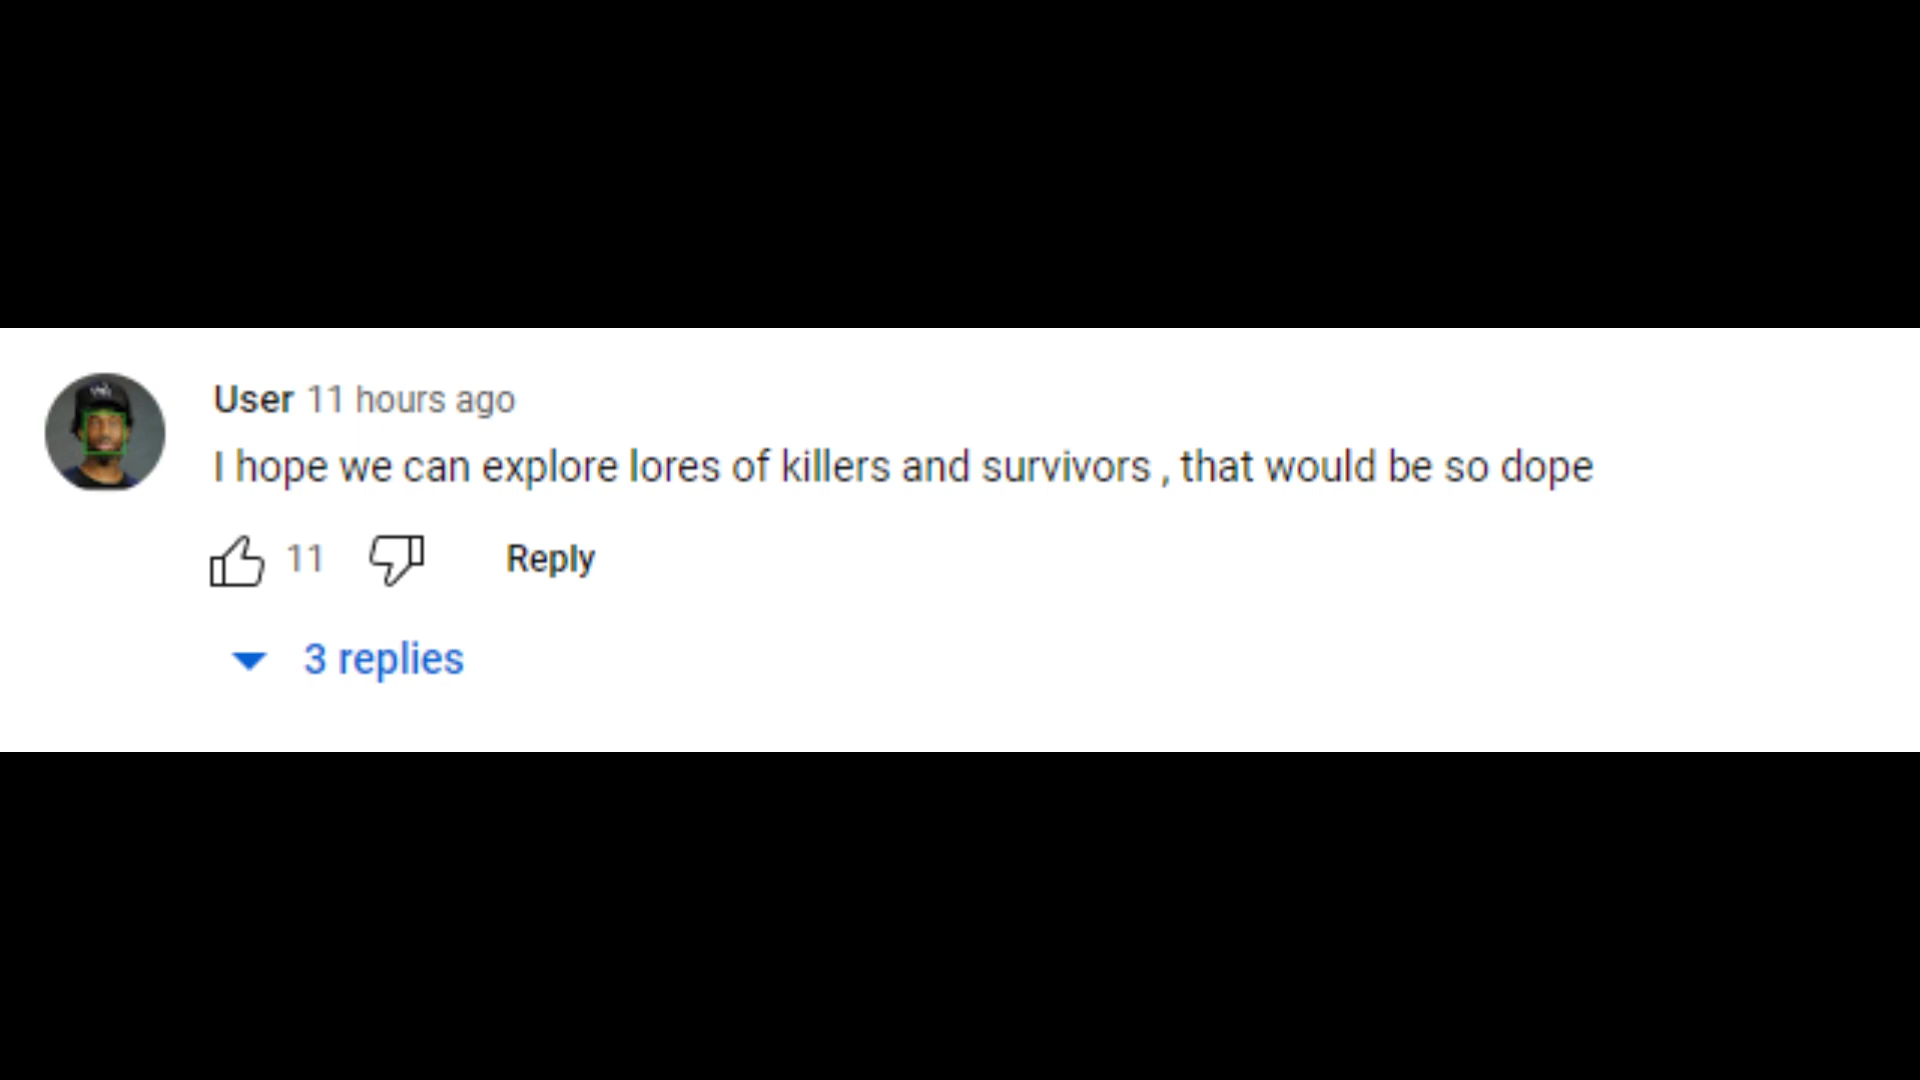 User 11 hours ago
I hope we can explore lores of killers and survivors , that would be so dope
11 Reply
3 replies